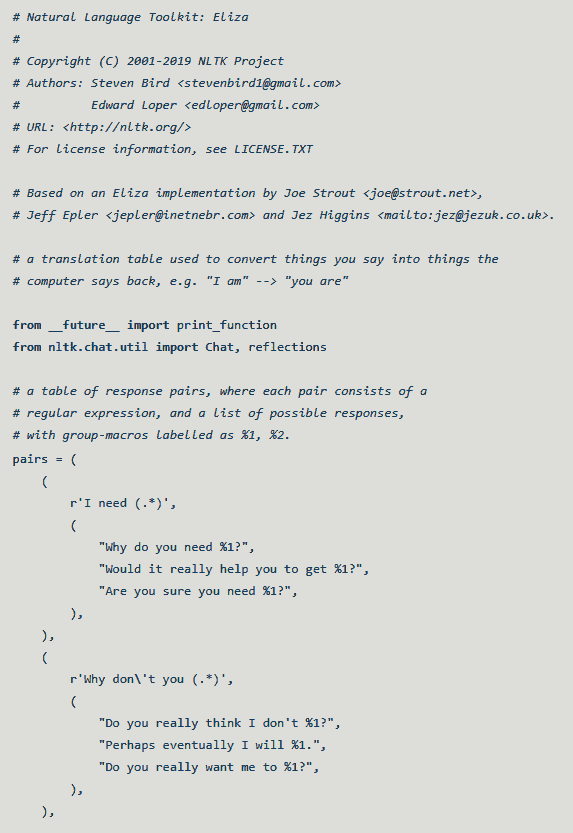 # Natural Language Toolkit: Eliza
#
# Copyright (C) 2001-2019 NLTK Project
# Authors: Steven Bird <stevenbird1@gmail.com>
#          Edward Loper <edloper@gmail.com>
# URL: <http://nltk.org/>
# For license information, see LICENSE.TXT

# Based on an Eliza implementation by Joe Strout <joe@strout.net>,
# Jeff Epler <jepler@inetnebr.com> and Jez Higgins <mailto:jez@jezuk.co.uk>.

# a translation table used to convert things you say into things the
# computer says back, e.g. "I am" --> "you are"

from __future__ import print_function
from nltk.chat.util import Chat, reflections

# a table of response pairs, where each pair consists of a
# regular expression, and a list of possible responses,
# with group-macros labelled as %1, %2.
pairs = (
    (
        r'I need (.*)',
        (
            "Why do you need %1?",
            "Would it really help you to get %1?",
            "Are you sure you need %1?",
        ),
    ),
    (
        r'Why don\'t you (.*)',
        (
            "Do you really think I don't %1?",
            "Perhaps eventually I will %1.",
            "Do you really want me to %1?",
        ),
    ),